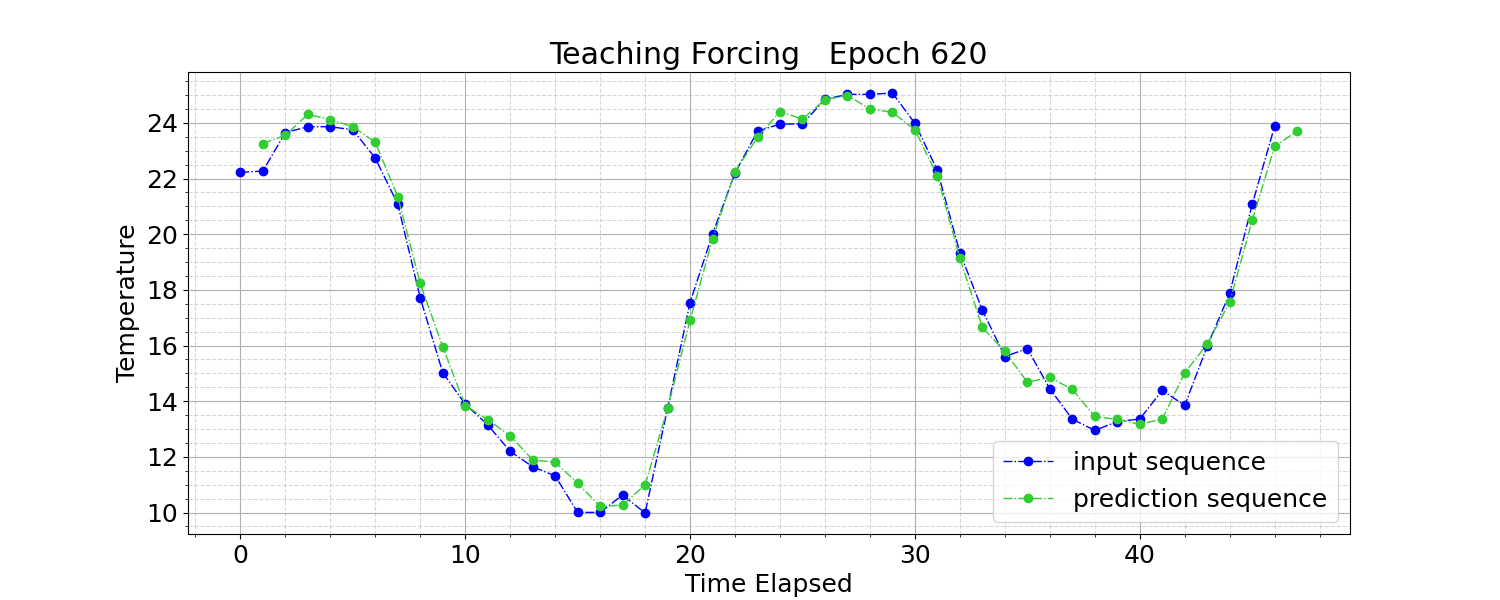 Teaching Forcing   Epoch 620
Temperature
24
22
20
18
16
14
12
10
0 10 20 30 40
Time Elapsed
input sequence
prediction sequence